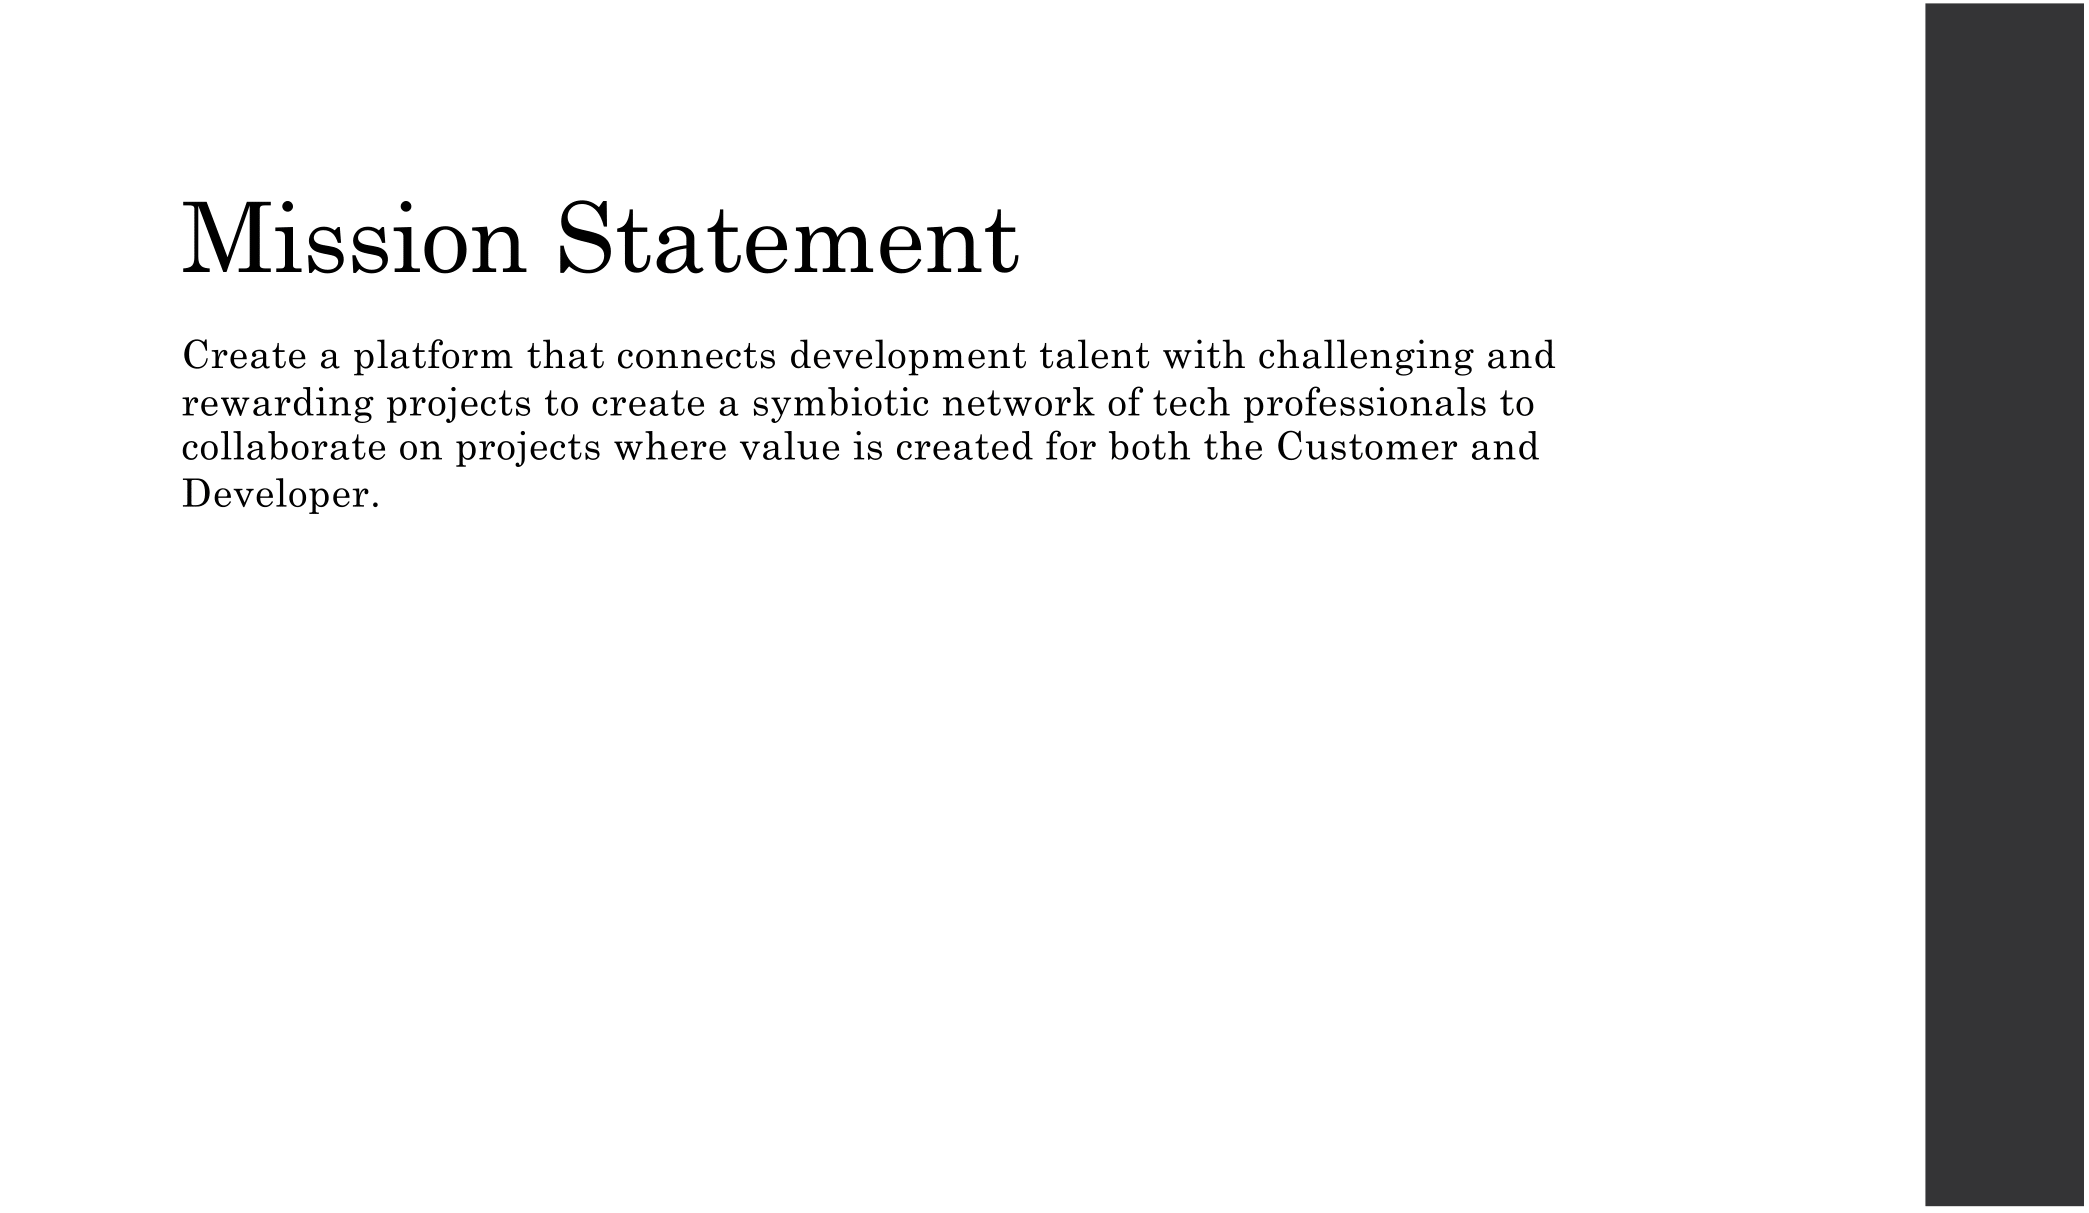 Mission Statement
Create a platform that connects development talent with challenging and
rewarding projects to create a symbiotic network of tech professionals to
collaborate on projects where value is created for both the Customer and
Developer.